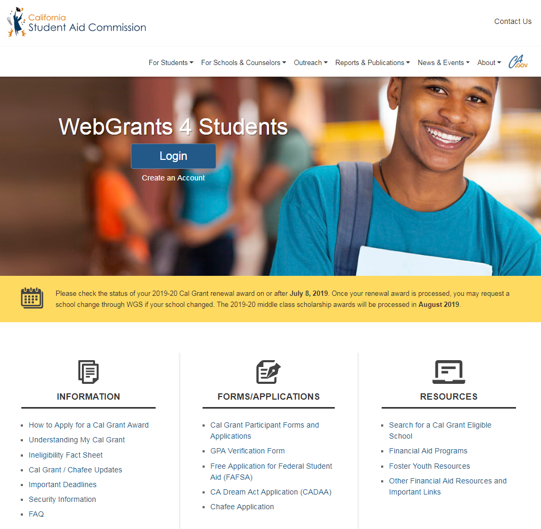 California
Student Aid Commission
Contact Us
For Students
For Schools & Counselors
Outreach
Reports & Publications
News & Events
About
CA
.GOV
WebGrants 4 Students
Login
Create an Account
Please check the status of your 2019-20 Cal Grant renewal award on or after July 8, 2019. Once your renewal award is processed, you may request a
school change through WGS if your school changed. The 2019-20 middle class scholarship awards will be processed in August 2019.
INFORMATION
How to Apply for a Cal Grant Award
Understanding My Cal Grant
Ineligibility Fact Sheet
Cal Grant / Chafee Updates
Important Deadlines
Security Information
FAQ
FORMS/APPLICATIONS
Cal Grant Participant Forms and
Applications
GPA Verification Form
Free Application for Federal Student
Aid (FAFSA)
CA Dream Act Application (CADAA)
Chafee Application
RESOURCES
Search for a Cal Grant Eligible
School
Financial Aid Programs
Foster Youth Resources
Other Financial Aid Resources and
Important Links